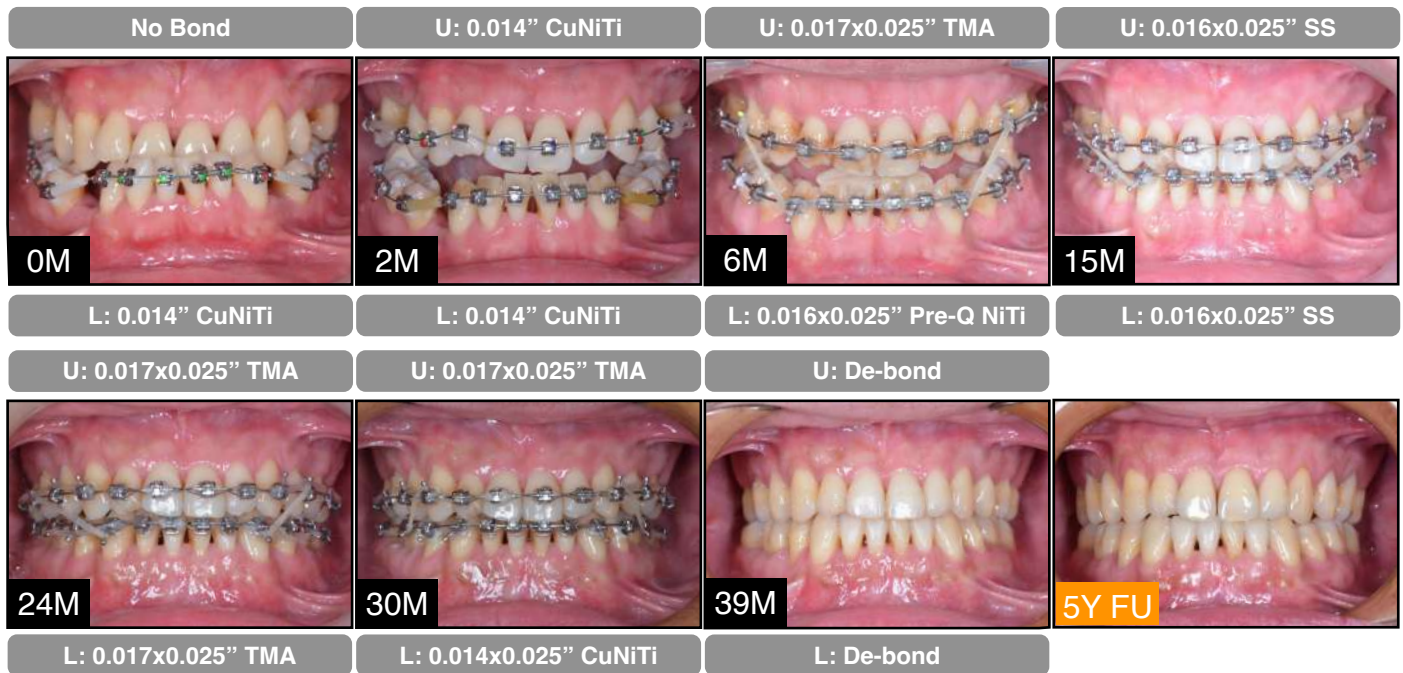 No Bond
U: 0.014” CuNiTi
U: 0.017x0.025” TMA
U: 0.016x0.025” SS
0M
2M
6M
15M
L: 0.014” CuNiTi
L: 0.014” CuNiTi
L: 0.016x0.025” Pre-Q NiTi
L: 0.016x0.025” SS
U: 0.017x0.025” TMA
U: 0.017x0.025” TMA
U: De-bond
24M
30M
39M
5Y FU
L: 0.017x0.025” TMA
L: 0.014x0.025” CuNiTi
L: De-bond